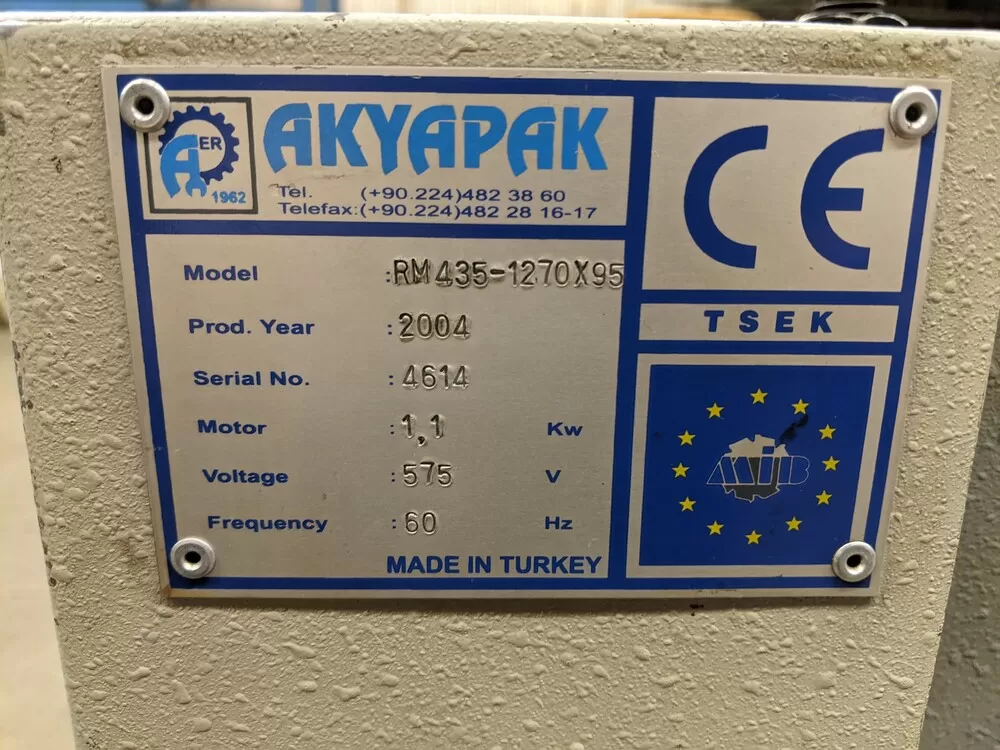 ER
A
1962
AKYAPAK
Tel. (+90.224)482 38 60
Telefax:(+90.224)482 28 16-17
CE
TSEK
Model :RM435-1270X95
Prod. Year :2004
Serial No. :4614
Motor :1,1 Kw
Voltage :575 V
Frequency :60 Hz
MADE IN TURKEY
MIB